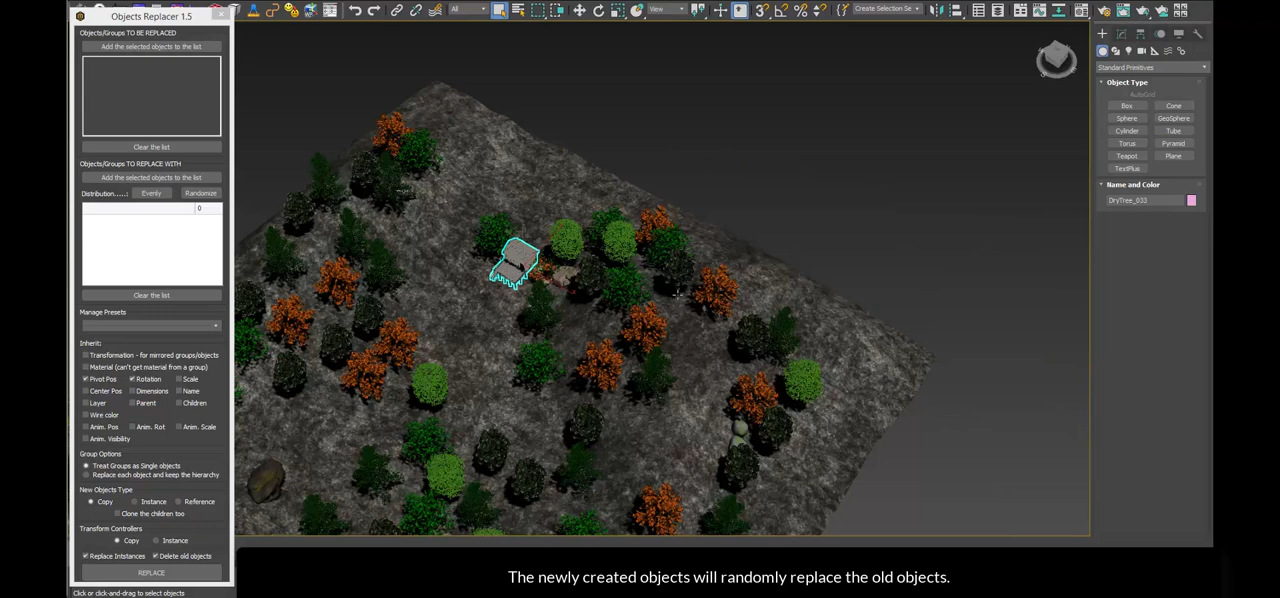 Objects Replacer 1.5
Objects/Groups TO BE REPLACED
Add the selected objects to the list
Clear the list
Objects/Groups TO REPLACE WITH
Add the selected objects to the list
Distribution.....: Evenly Randomize
0
Clear the list
Manage Presets
Inherit:
Transformation - for mirrored groups/objects
Material (can't get material from a group)
Pivot Pos Rotation Scale
Center Pos Dimensions Name
Layer Parent Children
Wire color
Anim. Pos Anim. Rot Anim. Scale
Anim. Visibility
Group Options
Treat Groups as Single objects
Replace each object and keep the hierarchy
New Objects Type
Copy Instance Reference
Clone the children too
Transform Controllers
Copy Instance
Replace Intstances Delete old objects
REPLACE
Click or click-and-drag to select objects
All
View
Create Selection Se
Standard Primitives
Object Type
AutoGrid
Box Cone
Sphere GeoSphere
Cylinder Tube
Torus Pyramid
Teapot Plane
TextPlus
Name and Color
DryTree_033
The newly created objects will randomly replace the old objects.